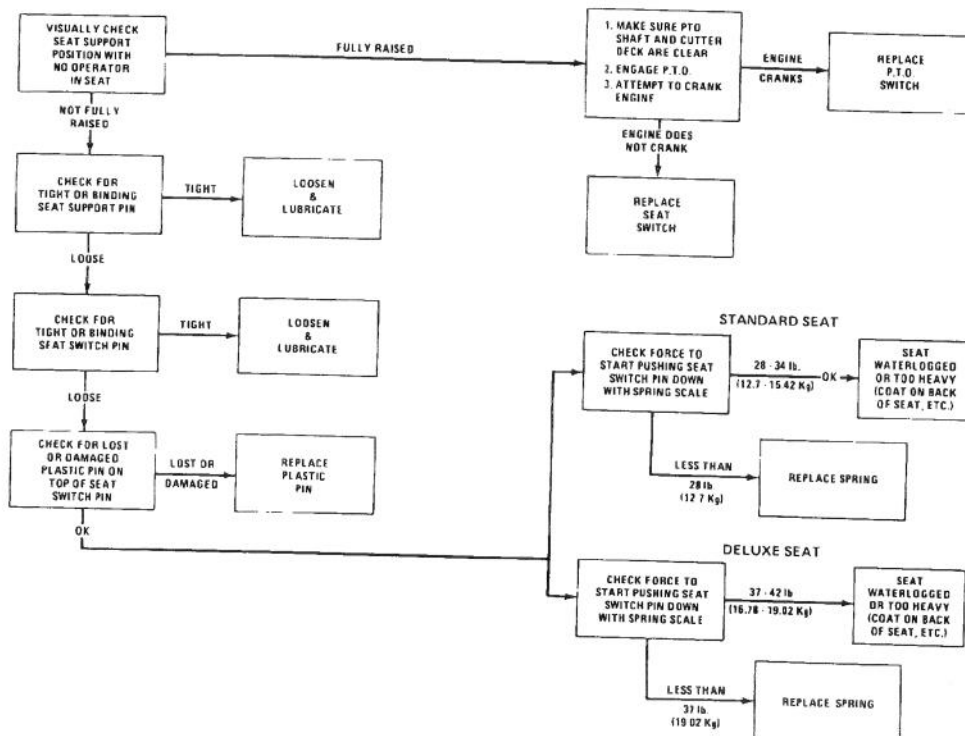 VISUALLY CHECK
SEAT SUPPORT
POSITION WITH
NO OPERATOR
IN SEAT
FULLY RAISED
1. MAKE SURE PTO
SHAFT AND CUTTER
DECK ARE CLEAR
2. ENGAGE P.T.O.
3. ATTEMPT TO CRANK
ENGINE
ENGINE
CRANKS
REPLACE
P.T.O.
SWITCH
NOT FULLY
RAISED
ENGINE DOES
NOT CRANK
REPLACE
SEAT
SWITCH
CHECK FOR
TIGHT OR BINDING
SEAT SUPPORT PIN
TIGHT
LOOSEN
&
LUBRICATE
LOOSE
CHECK FOR
TIGHT OR BINDING
SEAT SWITCH PIN
TIGHT
LOOSEN
&
LUBRICATE
LOOSE
CHECK FOR LOST
OR DAMAGED
PLASTIC PIN ON
TOP OF SEAT
SWITCH PIN
LOST OR
DAMAGED
REPLACE
PLASTIC
PIN
OK
STANDARD SEAT
CHECK FORCE TO
START PUSHING SEAT
SWITCH PIN DOWN
WITH SPRING SCALE
28 - 34 lb.
(12.7 - 15.42 Kg)
OK
SEAT
WATERLOGGED
OR TOO HEAVY
(COAT ON BACK
OF SEAT, ETC.)
LESS THAN
28 lb
(12.7 Kg)
REPLACE SPRING
DELUXE SEAT
CHECK FORCE TO
START PUSHING SEAT
SWITCH PIN DOWN
WITH SPRING SCALE
37 - 42 lb
(16.78 - 19.02 Kg)
SEAT
WATERLOGGED
OR TOO HEAVY
(COAT ON BACK
OF SEAT, ETC.)
LESS THAN
37 lb.
(19.02 Kg)
REPLACE SPRING